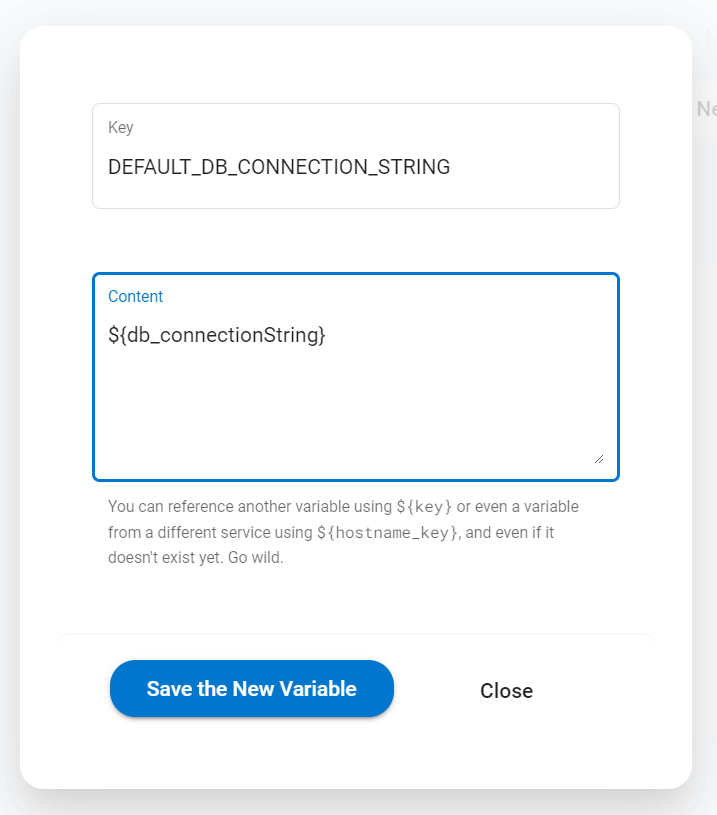 Key
DEFAULT_DB_CONNECTION_STRING
Content
${db_connectionString}
You can reference another variable using ${key} or even a variable
from a different service using ${hostname_key}, and even if it
doesn't exist yet. Go wild.
Save the New Variable
Close